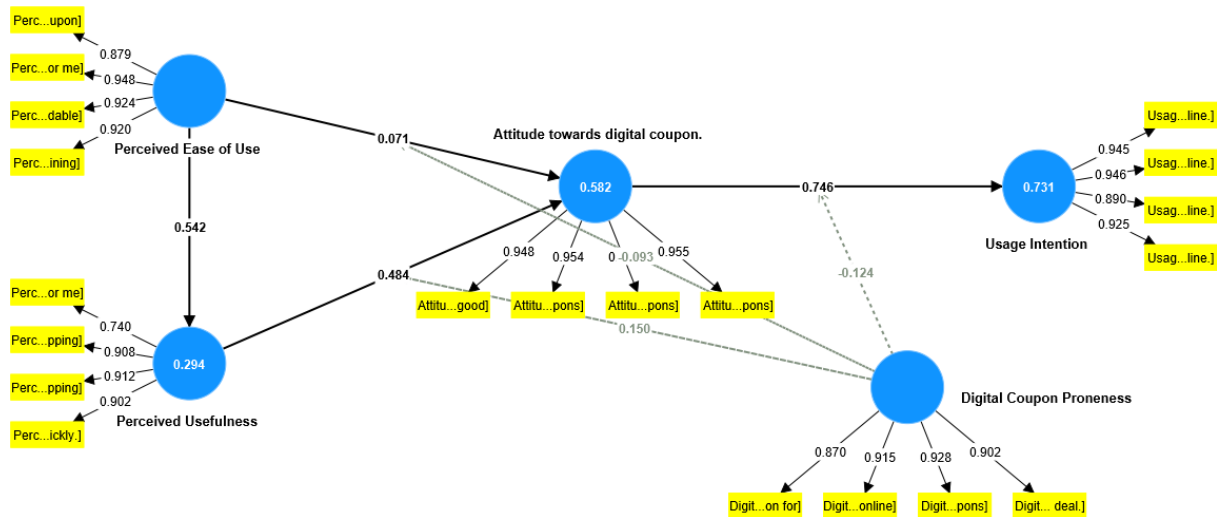 Perc...upon]
0.879
Perc...or me]
0.948
0.924
Perc...dable]
0.920
Perc...ining]
Perceived Ease of Use
0.071
Attitude towards digital coupon.
0.582
0.746
0.731
Usage Intention
Usag...line.]
0.945
Usag...line.]
0.946
0.890
Usag...line.]
0.925
Usag...line.]
0.542
0.484
0.948
0.954
0
-0.093
0.955
Attitu...good]
Attitu...pons]
Attitu...pons]
Attitu...pons]
-0.124
0.150
Perc...or me]
0.740
Perc...pping]
0.908
0.912
Perc...pping]
0.902
Perc...ickly.]
0.294
Perceived Usefulness
Digital Coupon Proneness
0.870
0.915
0.928
0.902
Digit...on for]
Digit...online]
Digit...pons]
Digit... deal.]